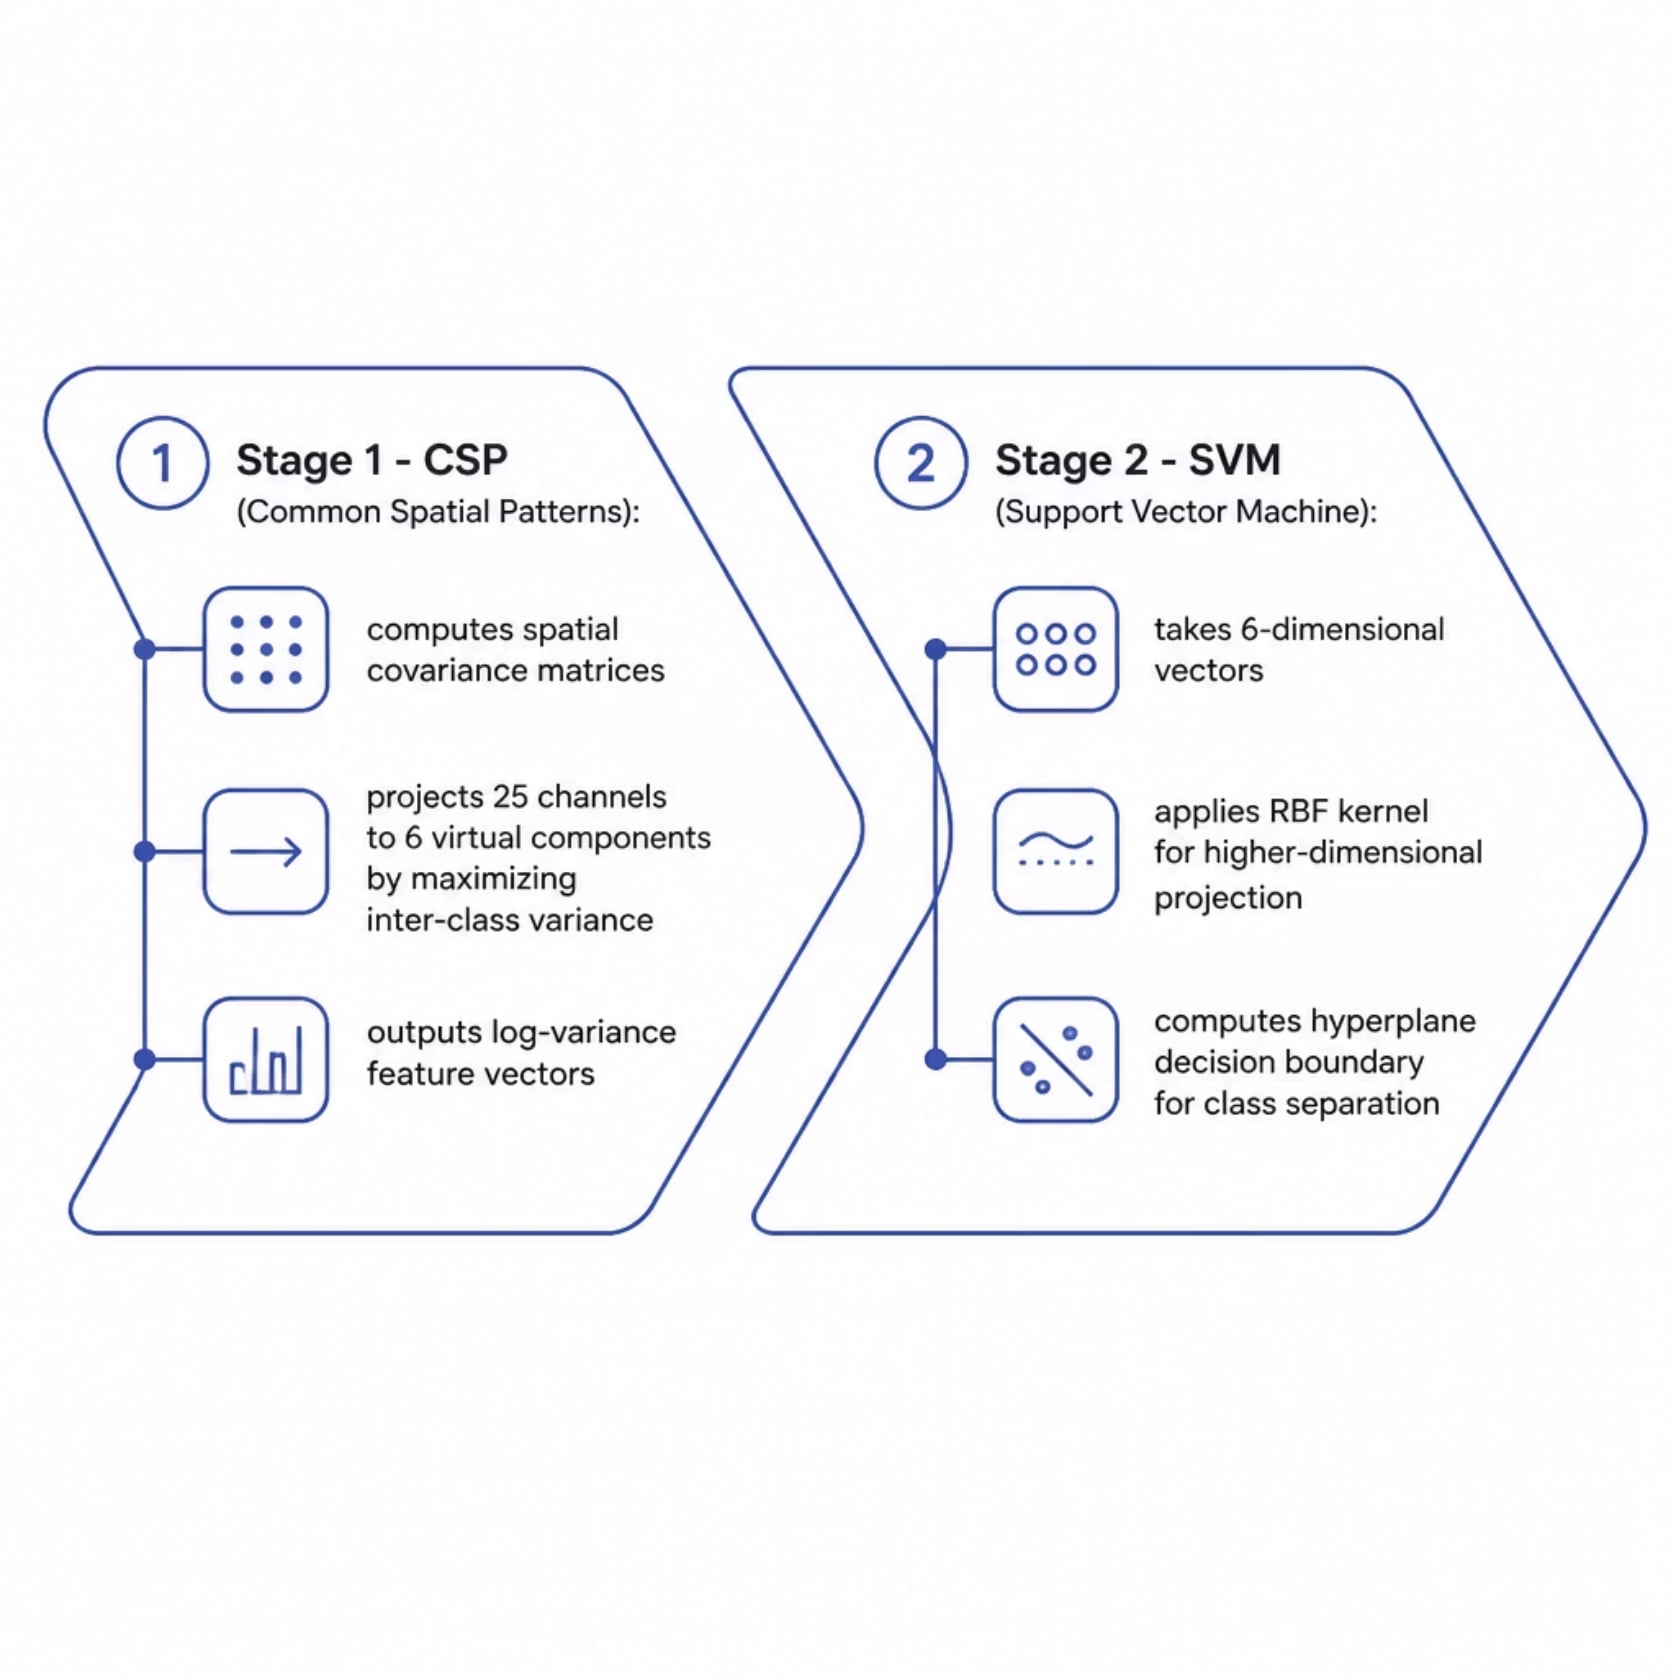 1
Stage 1 - CSP
(Common Spatial Patterns):
computes spatial
covariance matrices
projects 25 channels
to 6 virtual components
by maximizing
inter-class variance
outputs log-variance
feature vectors
2
Stage 2 - SVM
(Support Vector Machine):
takes 6-dimensional
vectors
applies RBF kernel
for higher-dimensional
projection
computes hyperplane
decision boundary
for class separation